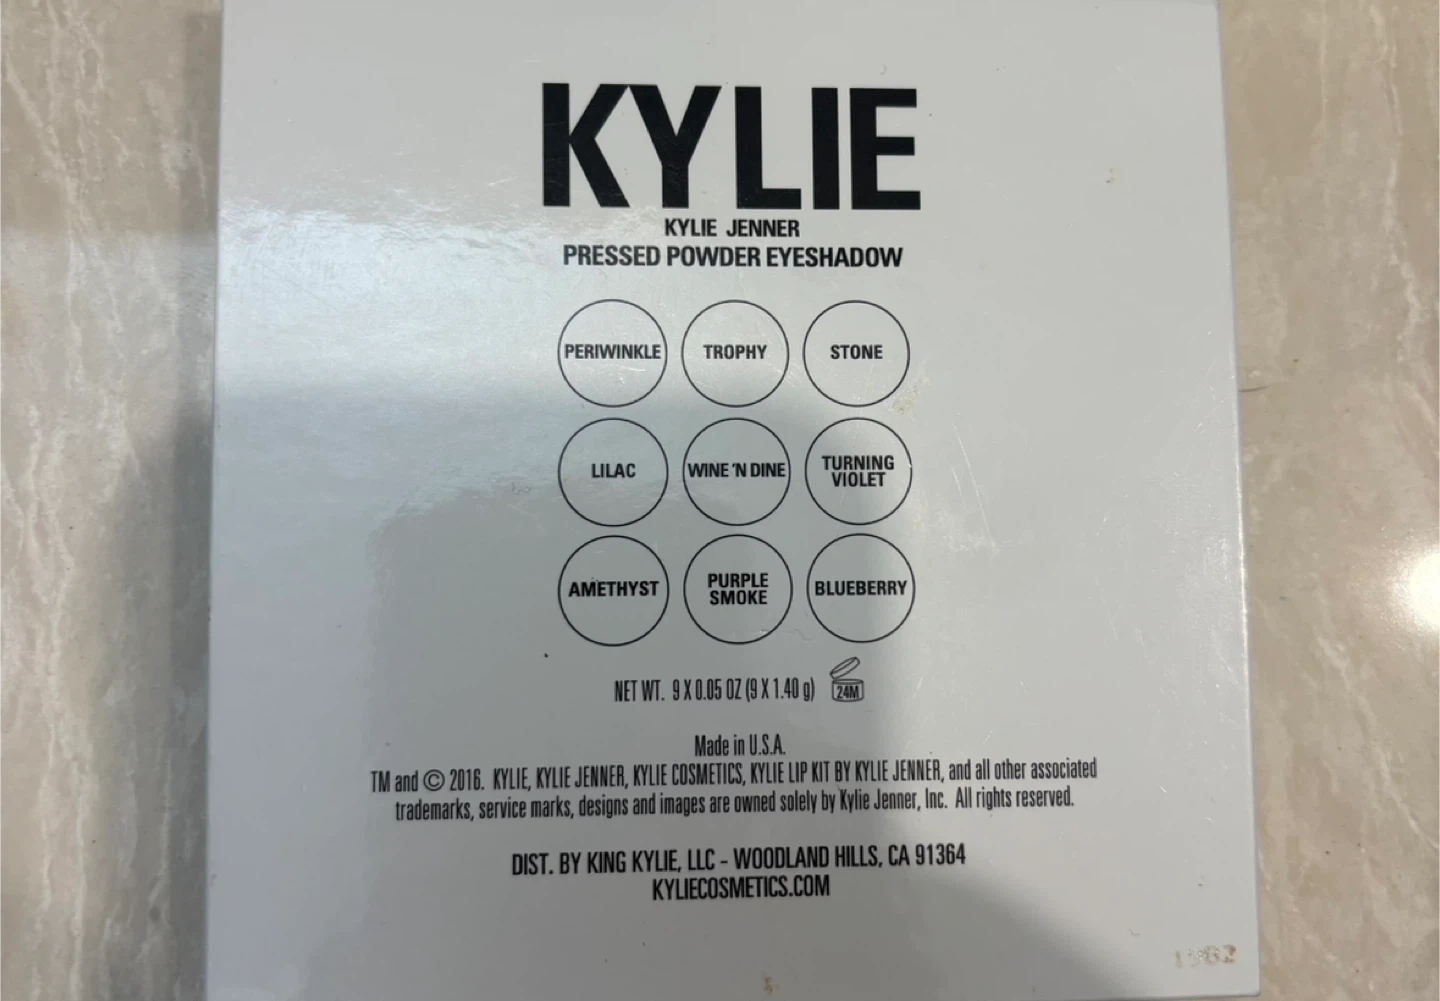 KYLIE
KYLIE JENNER
PRESSED POWDER EYESHADOW
PERIWINKLE
TROPHY
STONE
LILAC
WINE 'N DINE
TURNING
VIOLET
AMETHYST
PURPLE
SMOKE
BLUEBERRY
NET WT. 9 X 0.05 OZ (9 X 1.40 g)
24M
Made in U.S.A.
TM and © 2016. KYLIE, KYLIE JENNER, KYLIE COSMETICS, KYLIE LIP KIT BY KYLIE JENNER, and all other associated
trademarks, service marks, designs and images are owned solely by Kylie Jenner, Inc. All rights reserved.
DIST. BY KING KYLIE, LLC - WOODLAND HILLS, CA 91364
KYLIECOSMETICS.COM